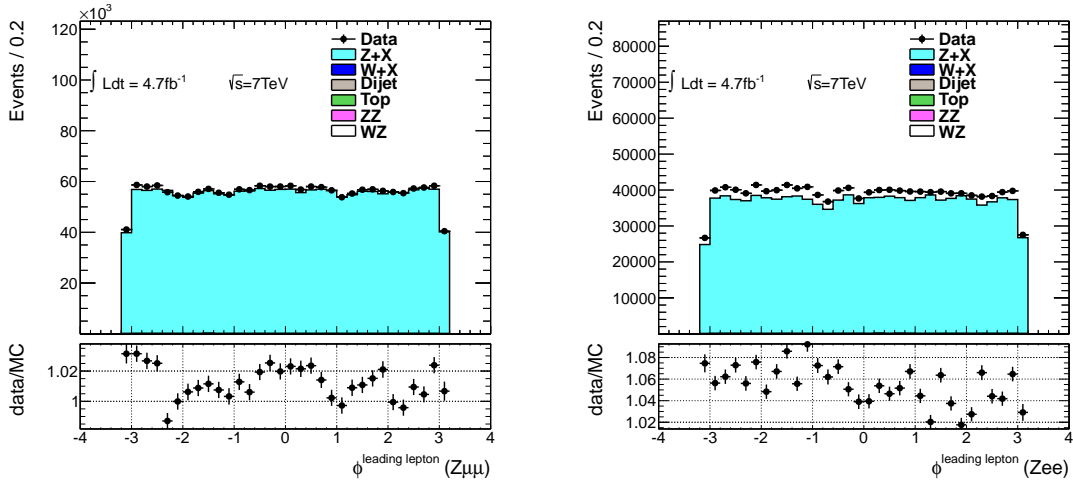 ×10³
Events / 0.2
120
100
80
60
40
20
∫ Ldt = 4.7fb⁻¹
√s=7TeV
Data
Z+X
W+X
Dijet
Top
ZZ
WZ
data/MC
1.02
1
-4 -3 -2 -1 0 1 2 3 4
ϕ^leading lepton (Zμμ)
Events / 0.2
80000
70000
60000
50000
40000
30000
20000
10000
∫ Ldt = 4.7fb⁻¹
√s=7TeV
Data
Z+X
W+X
Dijet
Top
ZZ
WZ
data/MC
1.08
1.06
1.04
1.02
-4 -3 -2 -1 0 1 2 3 4
ϕ^leading lepton (Zee)